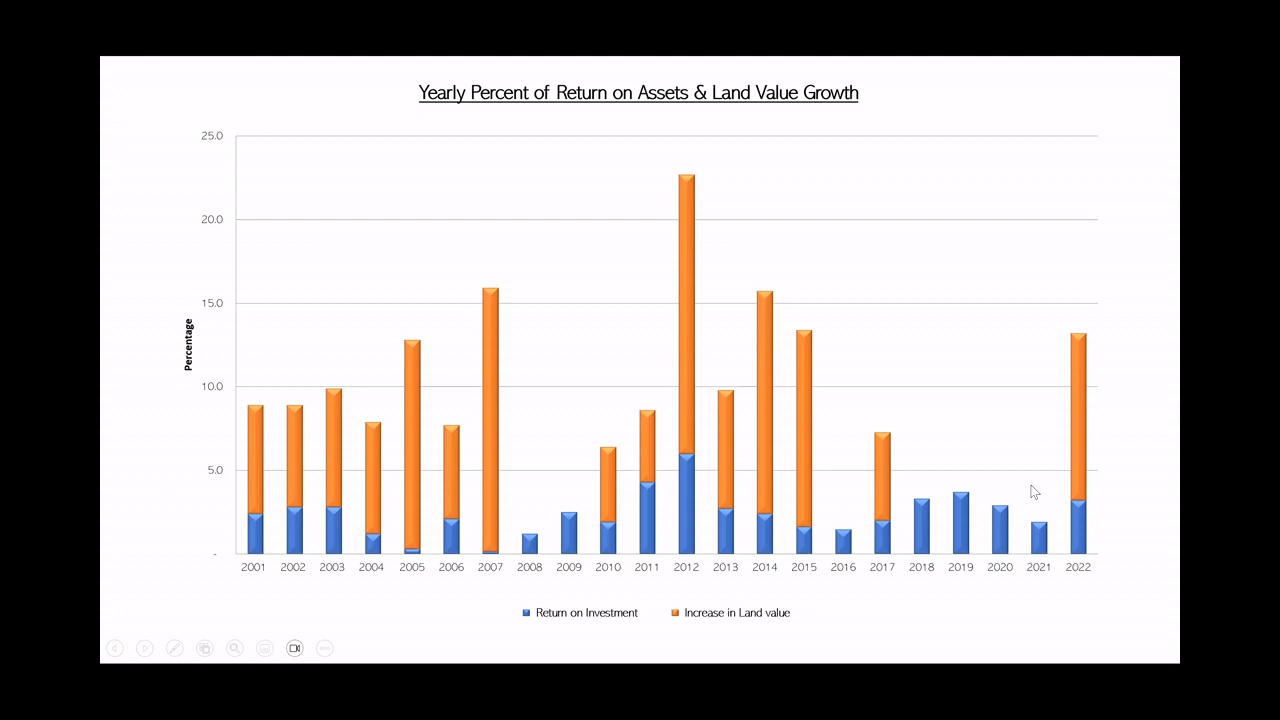 Yearly Percent of Return on Assets & Land Value Growth
25.0
20.0
15.0
10.0
5.0
-
Percentage
2001 2002 2003 2004 2005 2006 2007 2008 2009 2010 2011 2012 2013 2014 2015 2016 2017 2018 2019 2020 2021 2022
Return on Investment Increase in Land value